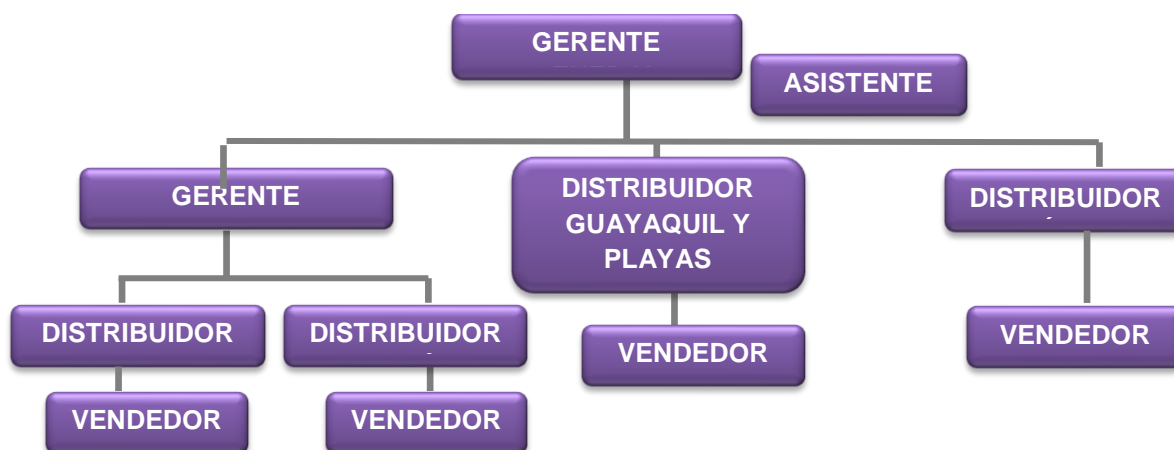 GERENTE
ASISTENTE
GERENTE
DISTRIBUIDOR
GUAYAQUIL Y
PLAYAS
DISTRIBUIDOR
DISTRIBUIDOR
DISTRIBUIDOR
VENDEDOR
VENDEDOR
VENDEDOR
VENDEDOR